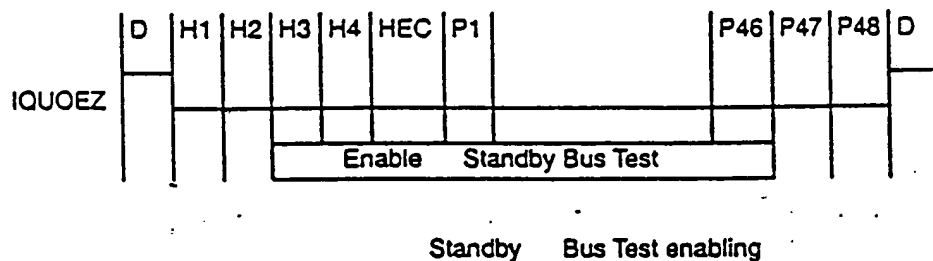 D H1 H2 H3 H4 HEC P1 P46 P47 P48 D
IQUOEZ
Enable Standby Bus Test
Standby Bus Test enabling